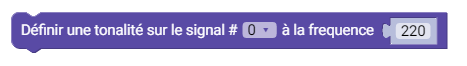 Définir une tonalité sur le signal # 0 à la frequence 220